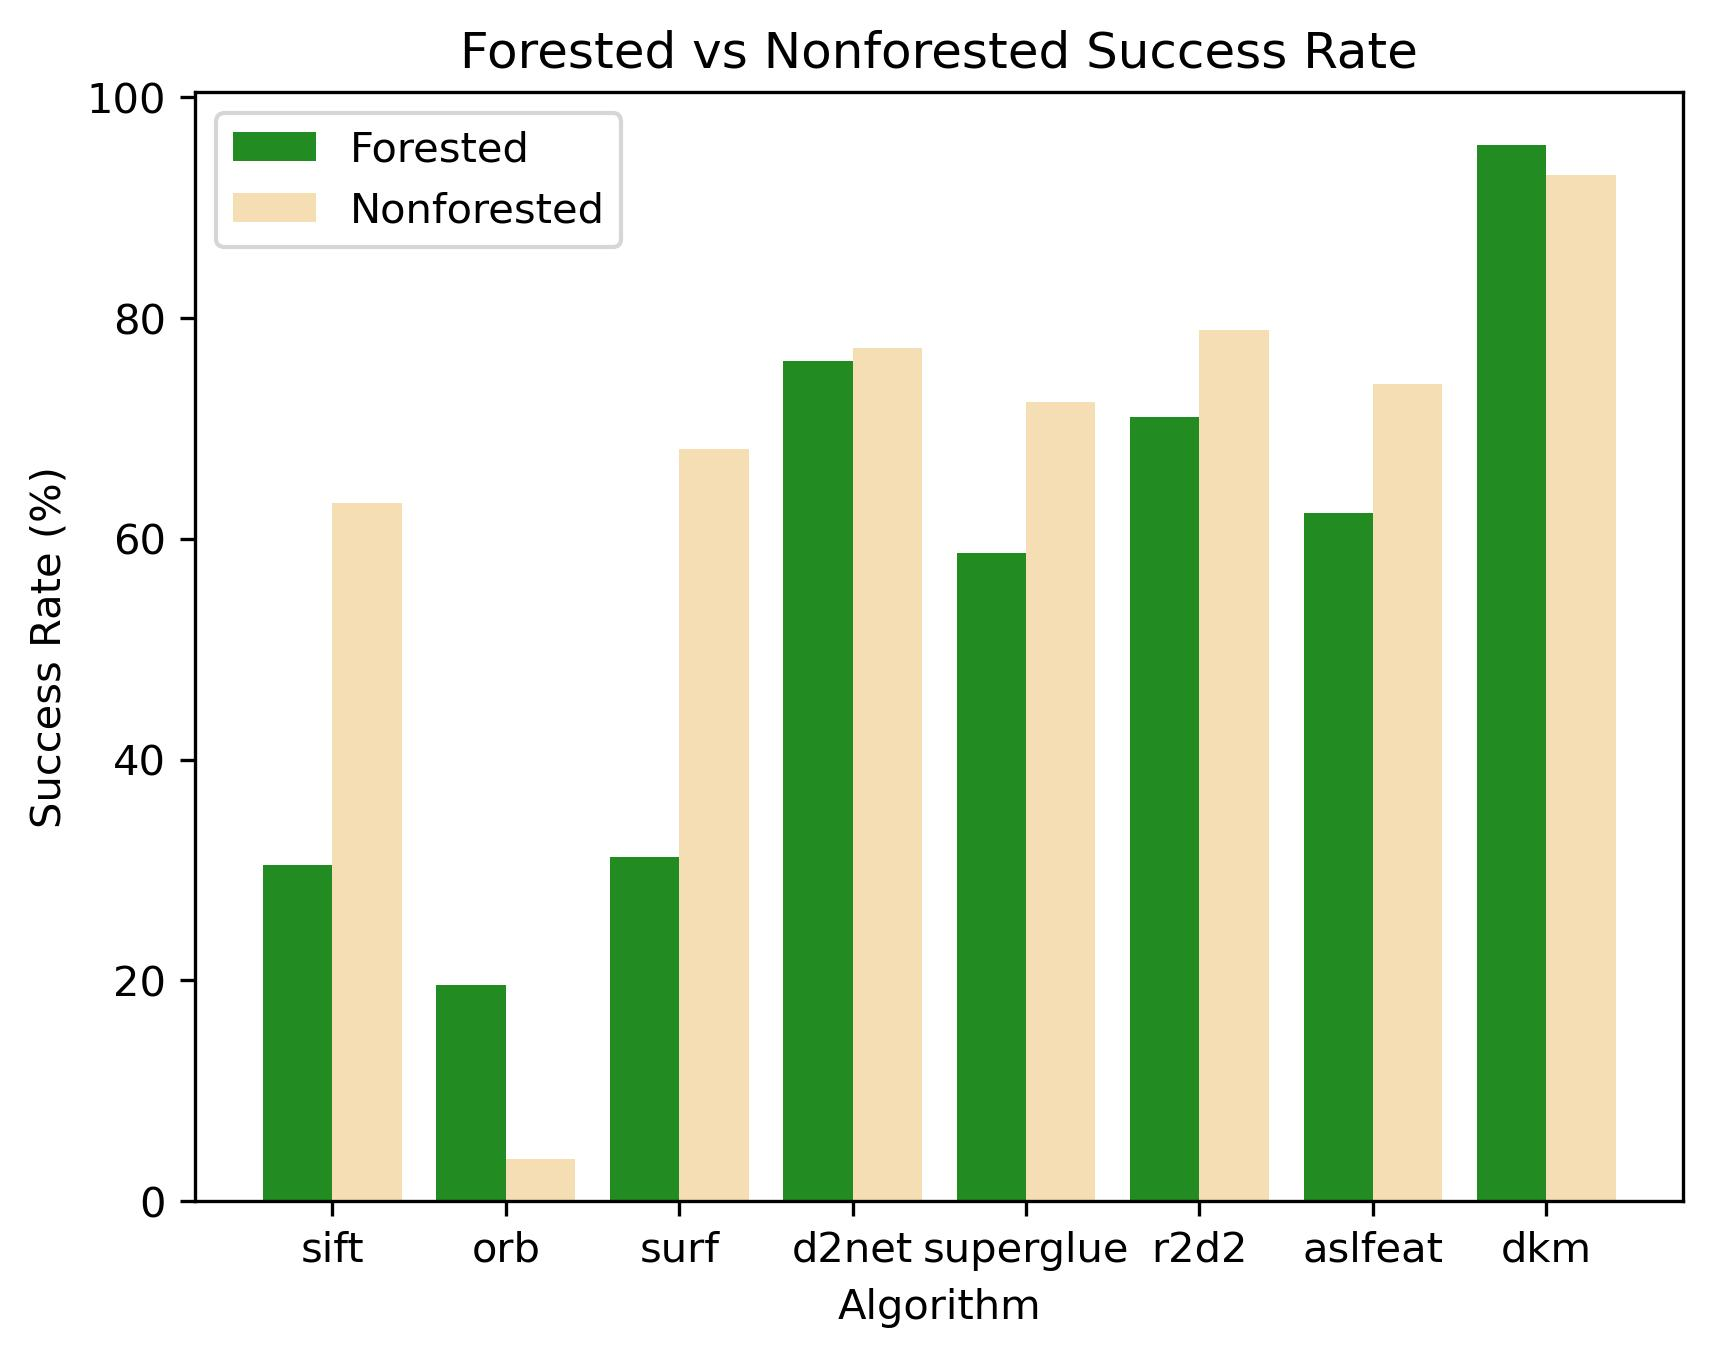 Forested vs Nonforested Success Rate
Forested
Nonforested
100
80
60
40
20
0
Success Rate (%)
sift orb surf d2net superglue r2d2 aslfeat dkm
Algorithm